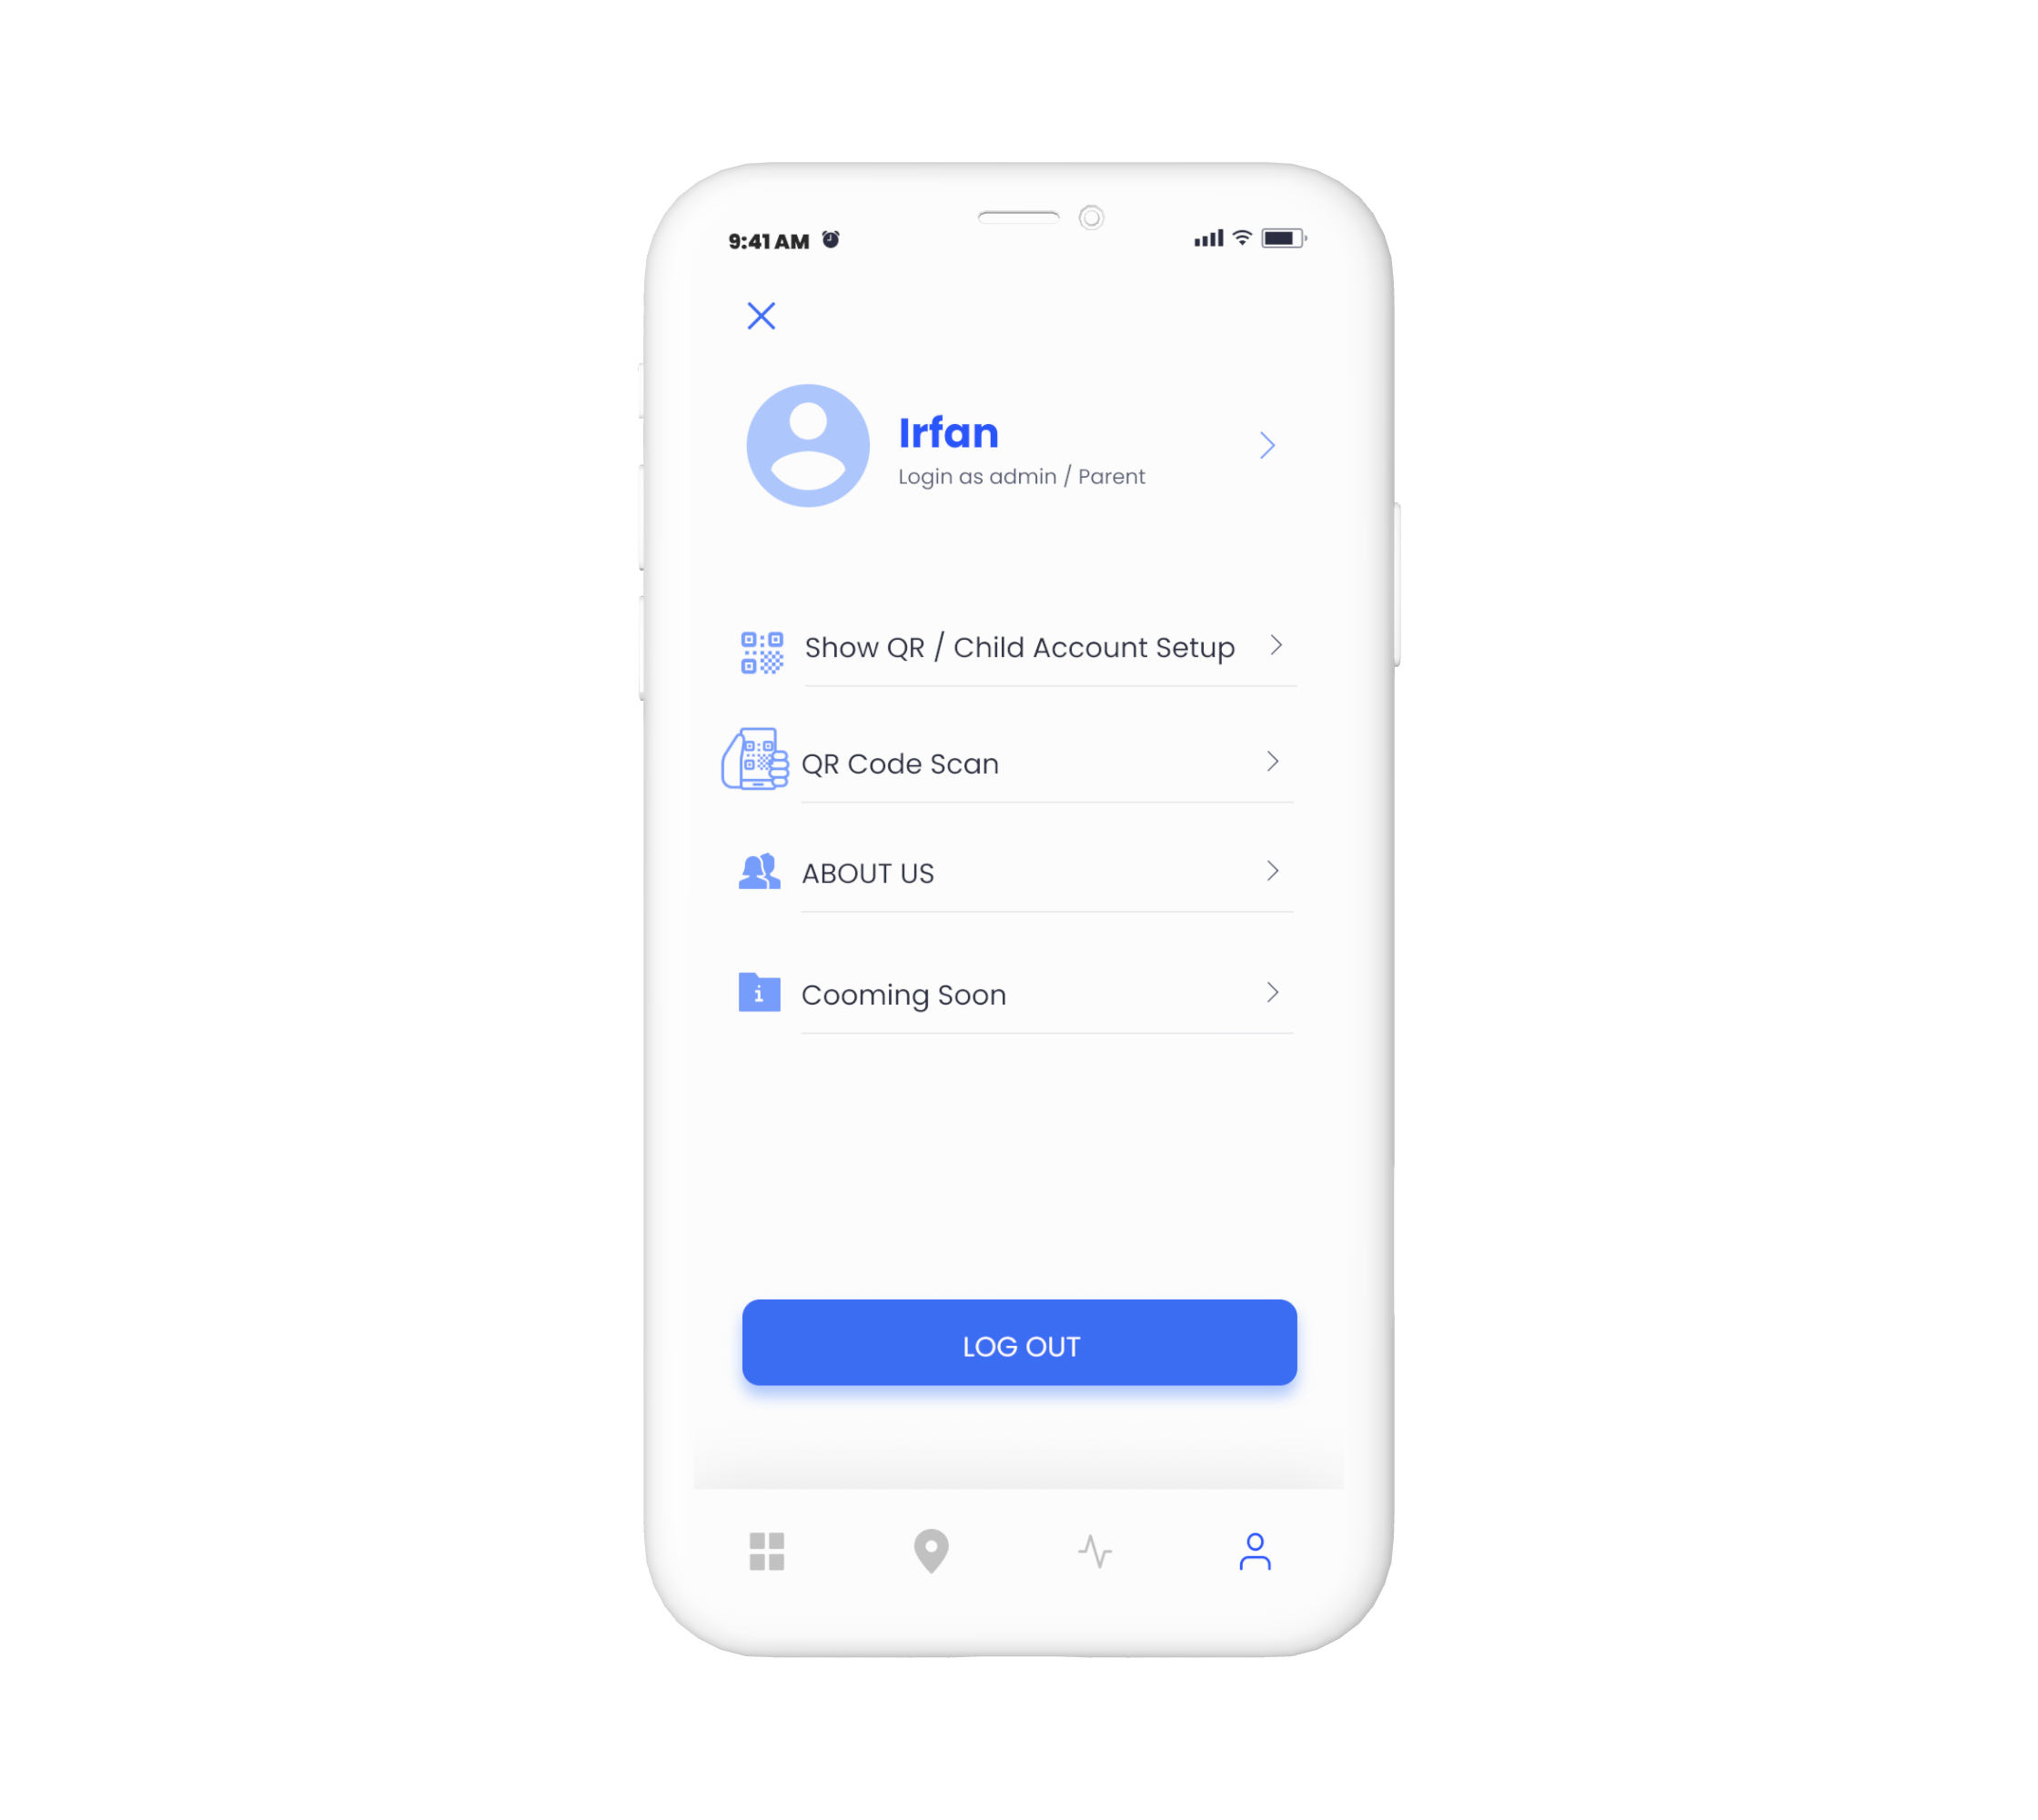 9:41 AM
Irfan
Login as admin / Parent
Show QR / Child Account Setup
QR Code Scan
ABOUT US
i
Cooming Soon
LOG OUT